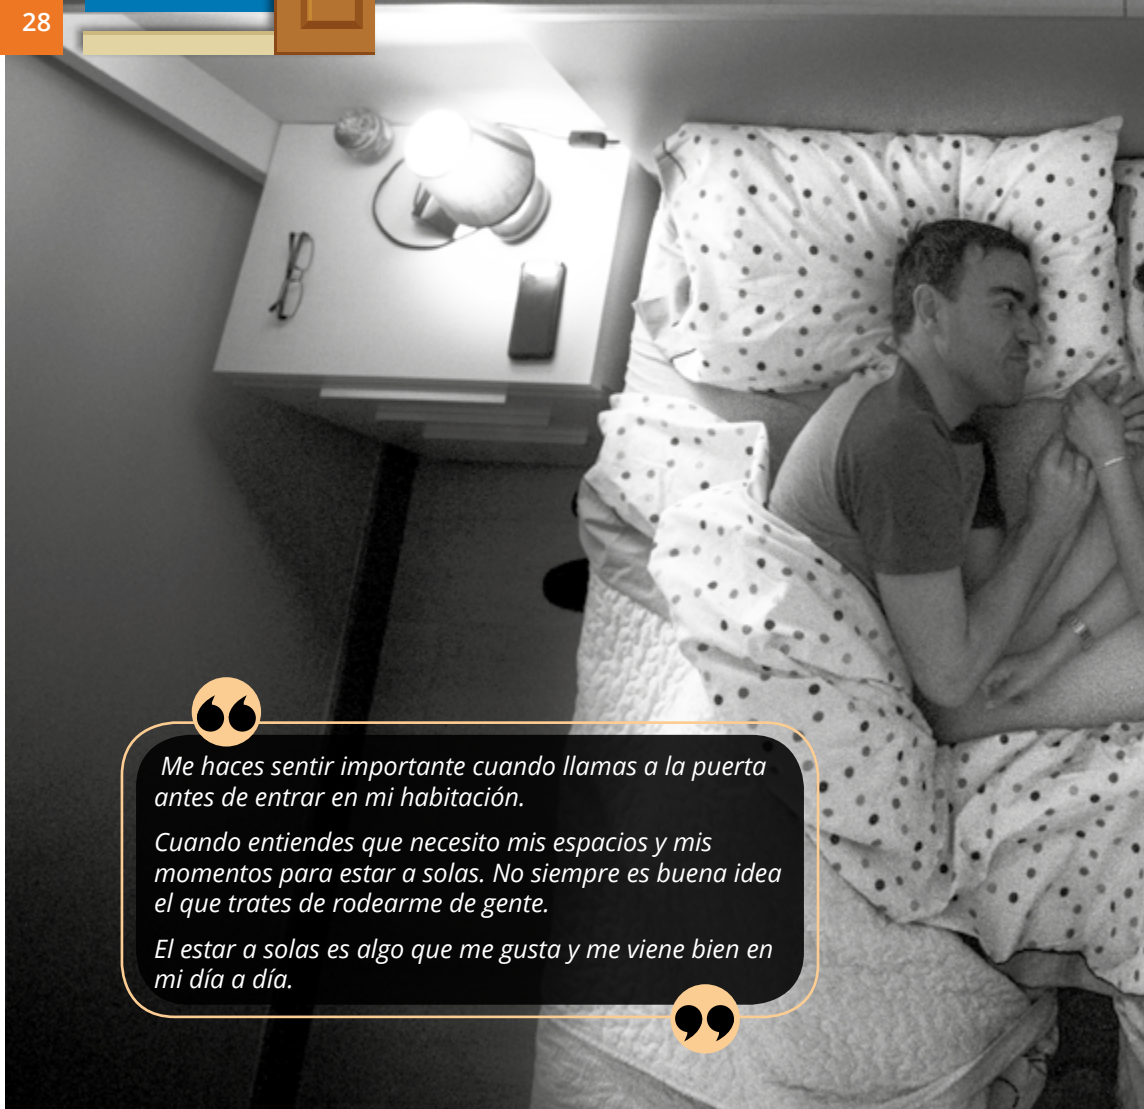 28
Me haces sentir importante cuando llamas a la puerta
antes de entrar en mi habitación.
Cuando entiendes que necesito mis espacios y mis
momentos para estar a solas. No siempre es buena idea
el que trates de rodearme de gente.
El estar a solas es algo que me gusta y me viene bien en
mi día a día.